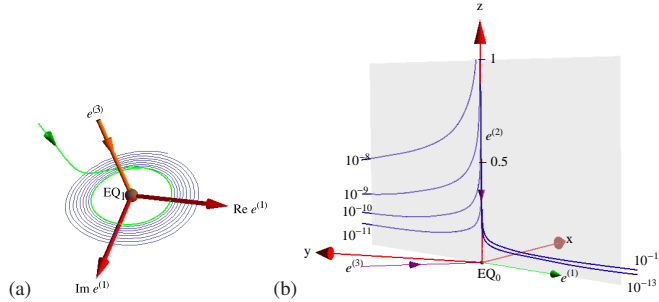 e⁽³⁾
EQ₁
Re e⁽¹⁾
Im e⁽¹⁾
(a)
z
1
10⁻⁸
e⁽²⁾
0.5
10⁻⁹
10⁻¹⁰
10⁻¹¹
x
y
e⁽³⁾
EQ₀
e⁽¹⁾
10⁻¹
10⁻¹³
(b)